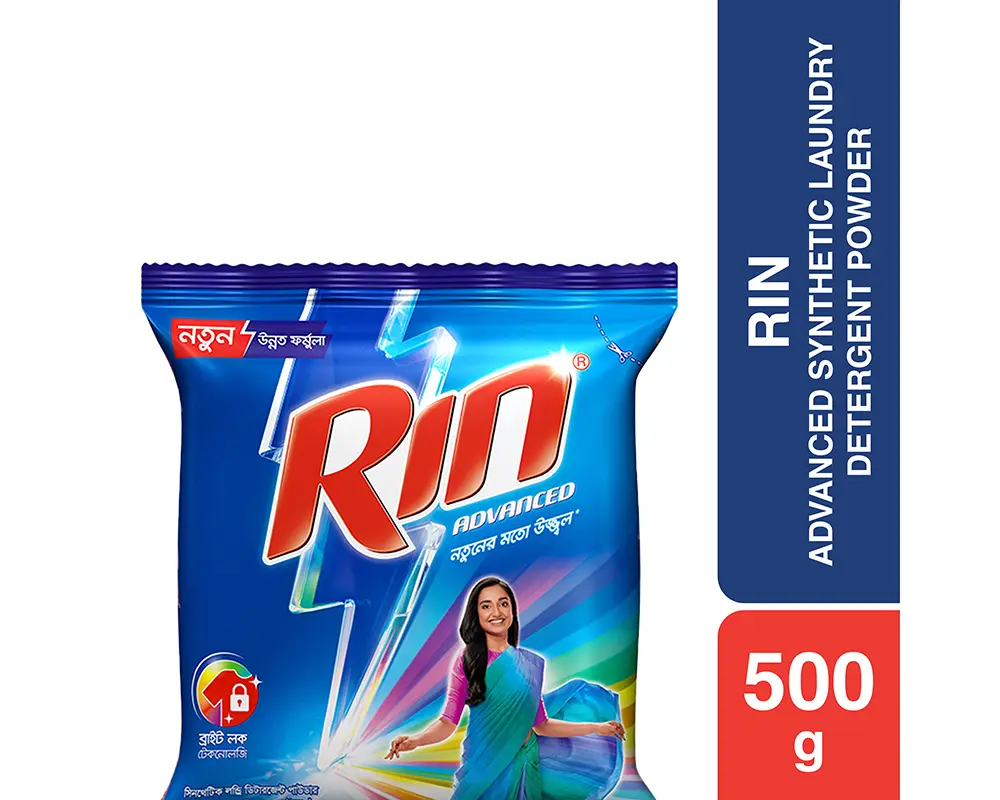 নতুন
উন্নত ফর্মুলা
Rin®
ADVANCED
নতুনের মতো উজ্জ্বল*
ব্রাইট লক
টেকনোলজি
সিনথেটিক লন্ড্রি ডিটারজেন্ট পাউডার
RIN
ADVANCED SYNTHETIC LAUNDRY
DETERGENT POWDER
500
g